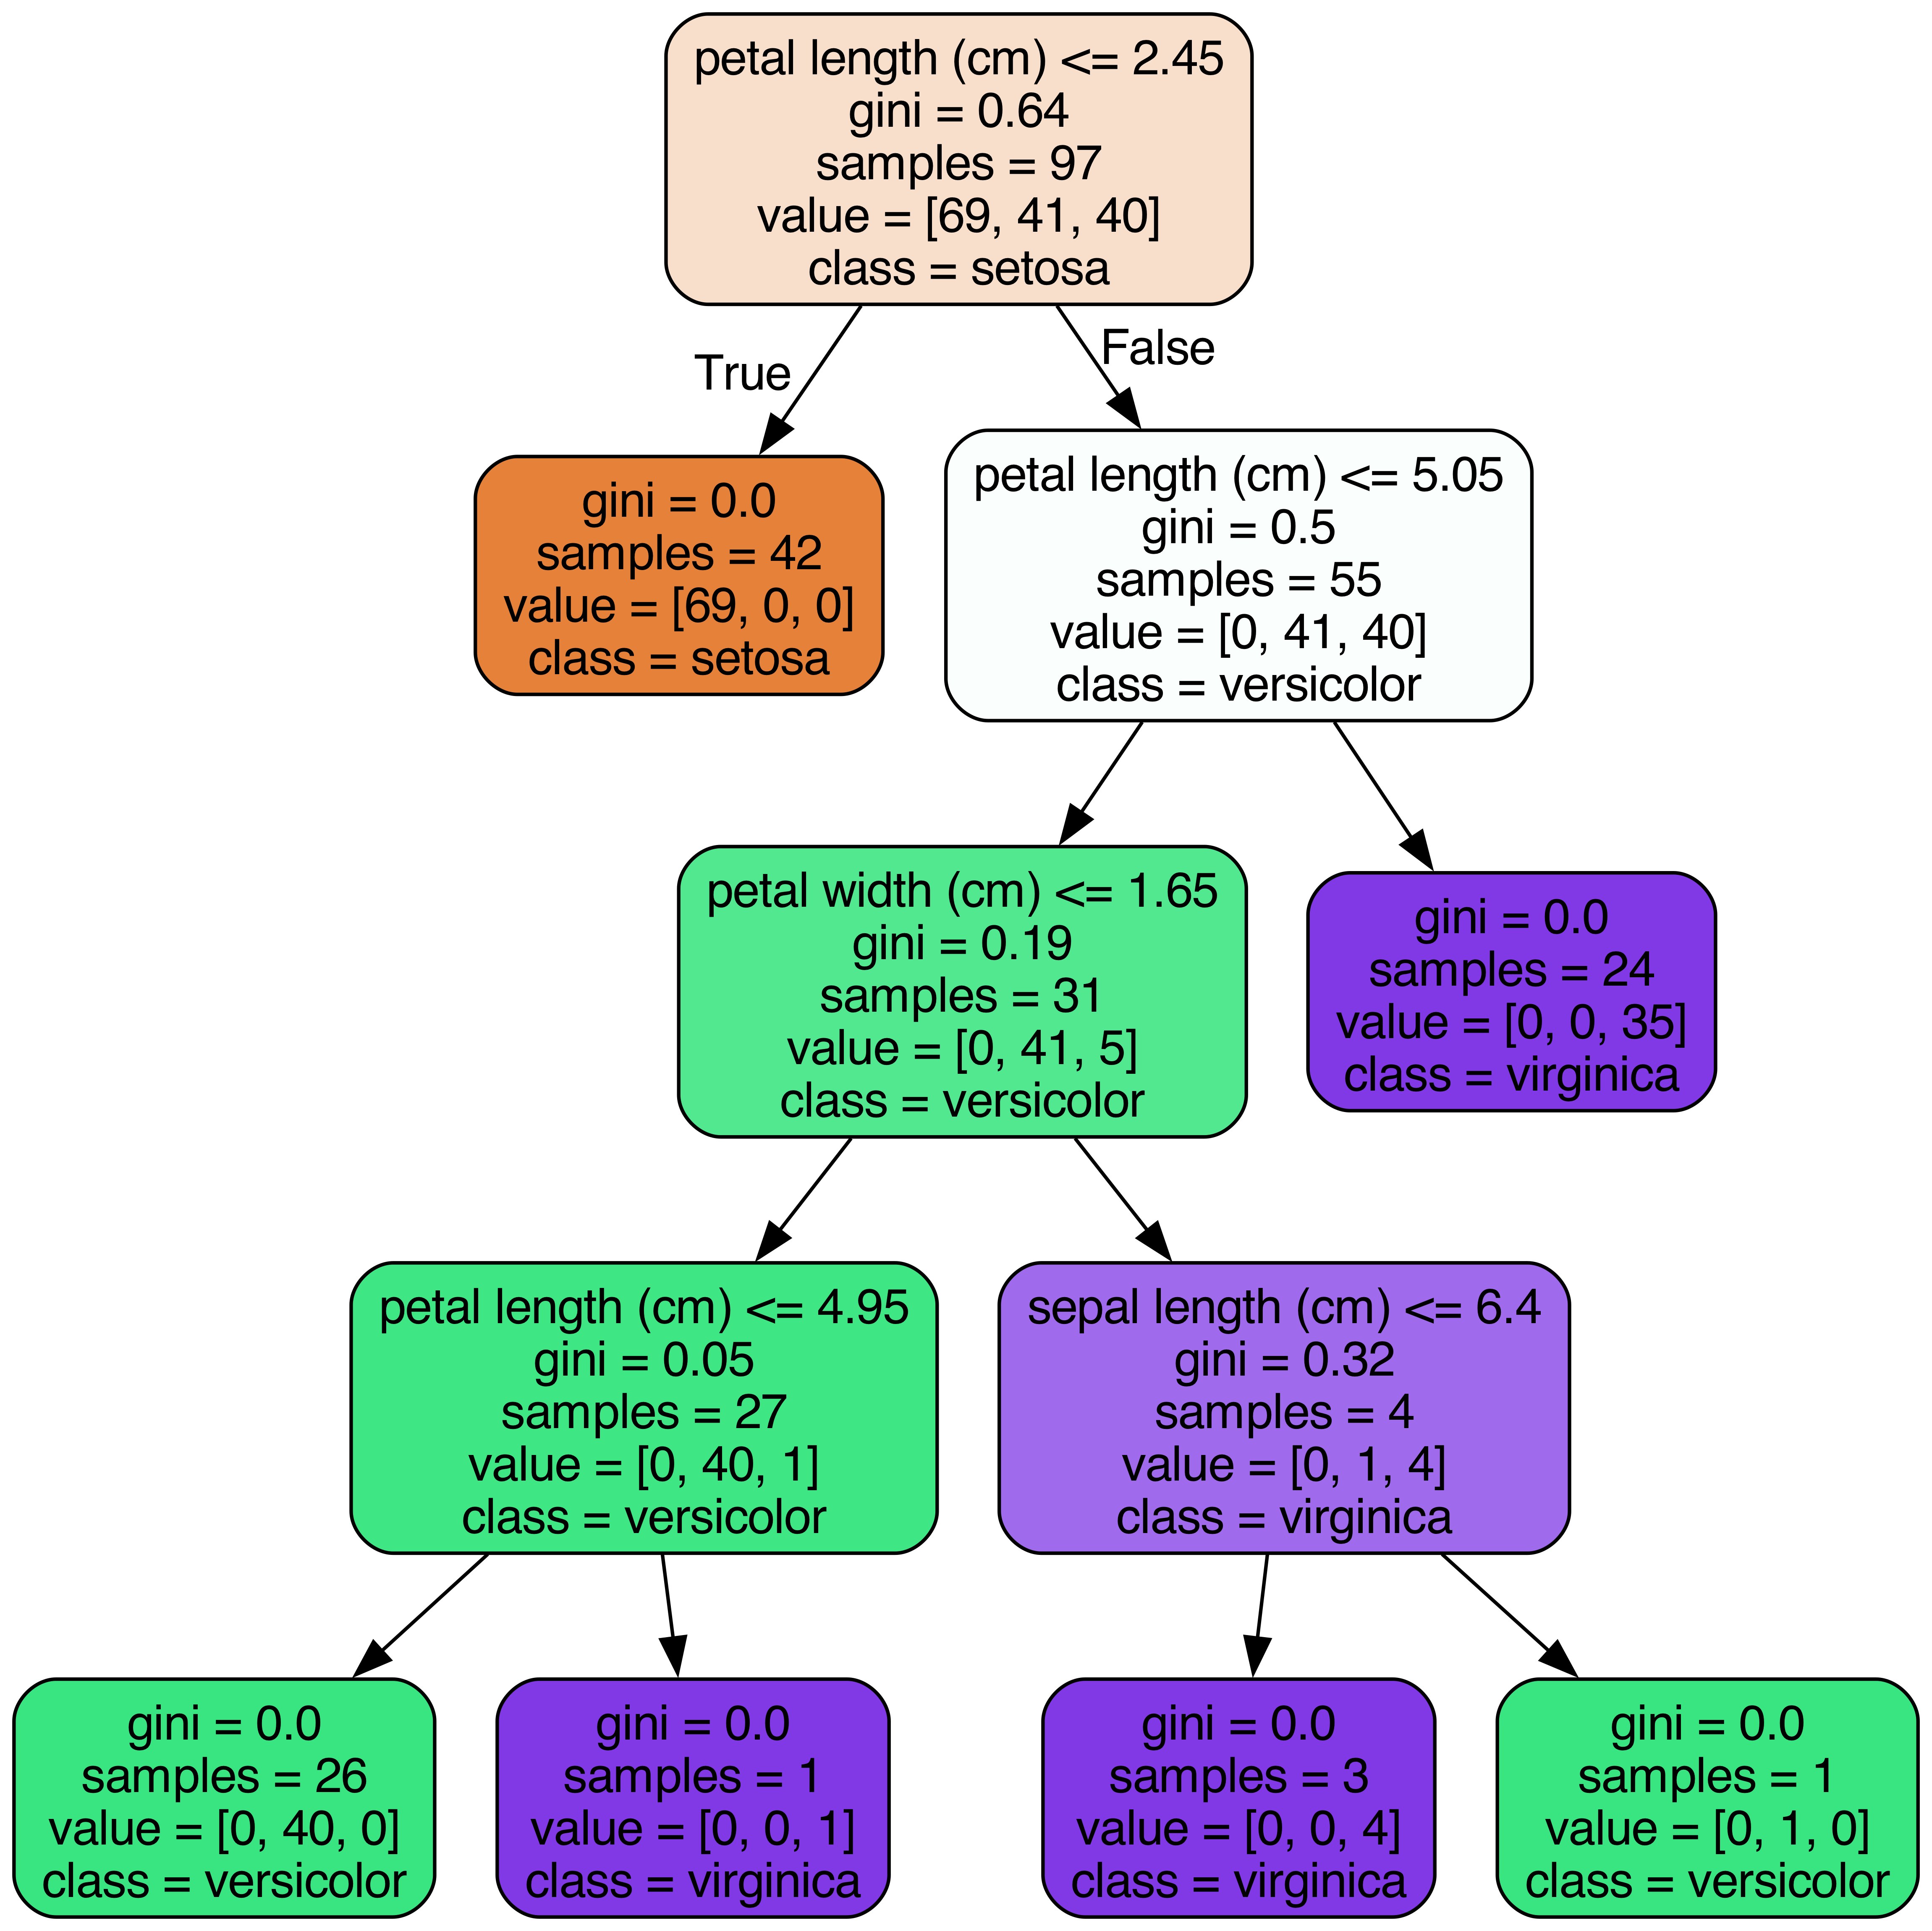 petal length (cm) <= 2.45
gini = 0.64
samples = 97
value = [69, 41, 40]
class = setosa
True
False
gini = 0.0
samples = 42
value = [69, 0, 0]
class = setosa
petal length (cm) <= 5.05
gini = 0.5
samples = 55
value = [0, 41, 40]
class = versicolor
petal width (cm) <= 1.65
gini = 0.19
samples = 31
value = [0, 41, 5]
class = versicolor
gini = 0.0
samples = 24
value = [0, 0, 35]
class = virginica
petal length (cm) <= 4.95
gini = 0.05
samples = 27
value = [0, 40, 1]
class = versicolor
sepal length (cm) <= 6.4
gini = 0.32
samples = 4
value = [0, 1, 4]
class = virginica
gini = 0.0
samples = 26
value = [0, 40, 0]
class = versicolor
gini = 0.0
samples = 1
value = [0, 0, 1]
class = virginica
gini = 0.0
samples = 3
value = [0, 0, 4]
class = virginica
gini = 0.0
samples = 1
value = [0, 1, 0]
class = versicolor